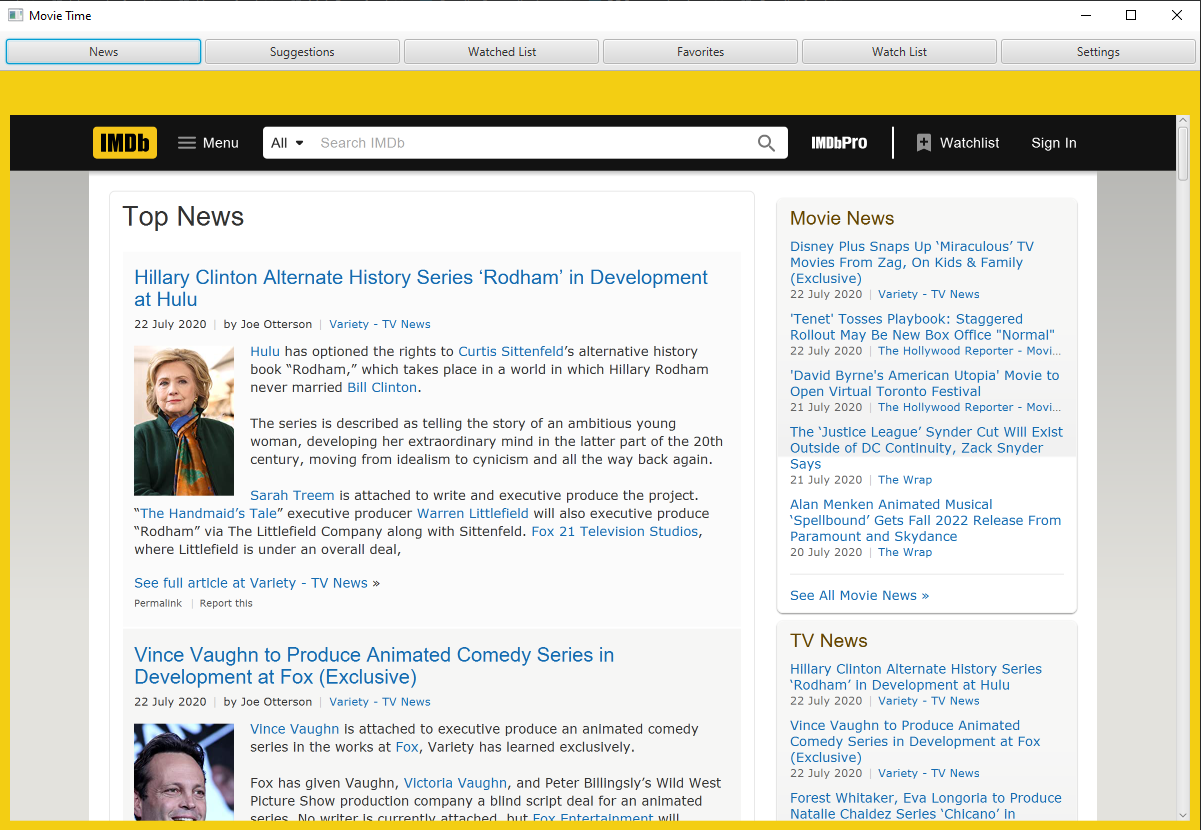 Movie Time
News
Suggestions
Watched List
Favorites
Watch List
Settings
IMDb
Menu
All
Search IMDb
IMDbPro
Watchlist
Sign In
Top News
Hillary Clinton Alternate History Series ‘Rodham’ in Development
at Hulu
22 July 2020 | by Joe Otterson | Variety - TV News
Hulu has optioned the rights to Curtis Sittenfeld’s alternative history
book “Rodham,” which takes place in a world in which Hillary Rodham
never married Bill Clinton.
The series is described as telling the story of an ambitious young
woman, developing her extraordinary mind in the latter part of the 20th
century, moving from idealism to cynicism and all the way back again.
Sarah Treem is attached to write and executive produce the project.
“The Handmaid’s Tale” executive producer Warren Littlefield will also executive produce
“Rodham” via The Littlefield Company along with Sittenfeld. Fox 21 Television Studios,
where Littlefield is under an overall deal,
See full article at Variety - TV News »
Permalink | Report this
Vince Vaughn to Produce Animated Comedy Series in
Development at Fox (Exclusive)
22 July 2020 | by Joe Otterson | Variety - TV News
Vince Vaughn is attached to executive produce an animated comedy
series in the works at Fox, Variety has learned exclusively.
Fox has given Vaughn, Victoria Vaughn, and Peter Billingsly’s Wild West
Picture Show production company a blind script deal for an animated
series. No writer is currently attached, but Fox Entertainment will
Movie News
Disney Plus Snaps Up ‘Miraculous’ TV
Movies From Zag, On Kids & Family
(Exclusive)
22 July 2020 | Variety - TV News
'Tenet' Tosses Playbook: Staggered
Rollout May Be New Box Office "Normal"
22 July 2020 | The Hollywood Reporter - Movi...
'David Byrne's American Utopia' Movie to
Open Virtual Toronto Festival
21 July 2020 | The Hollywood Reporter - Movi...
The ‘Justice League’ Synder Cut Will Exist
Outside of DC Continuity, Zack Snyder
Says
21 July 2020 | The Wrap
Alan Menken Animated Musical
‘Spellbound’ Gets Fall 2022 Release From
Paramount and Skydance
20 July 2020 | The Wrap
See All Movie News »
TV News
Hillary Clinton Alternate History Series
‘Rodham’ in Development at Hulu
22 July 2020 | Variety - TV News
Vince Vaughn to Produce Animated
Comedy Series in Development at Fox
(Exclusive)
22 July 2020 | Variety - TV News
Forest Whitaker, Eva Longoria to Produce
Natalie Chaidez Series ‘Chicano’ in